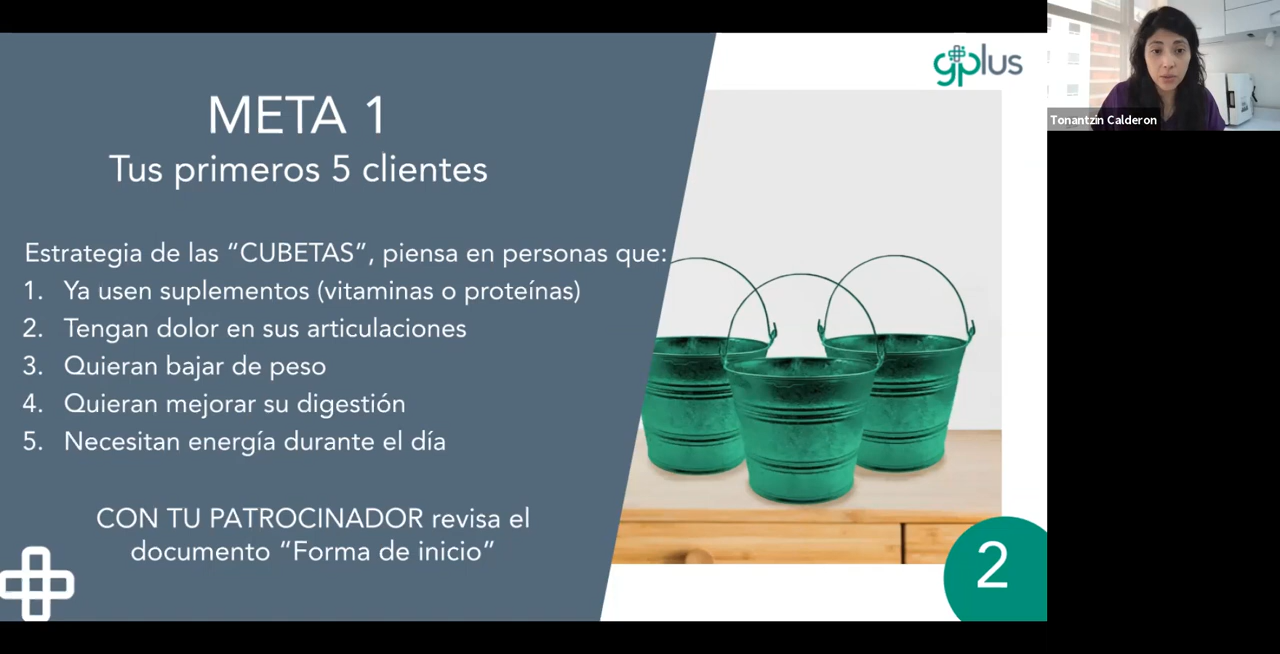 META 1
Tus primeros 5 clientes
Estrategia de las “CUBETAS”, piensa en personas que:
1. Ya usen suplementos (vitaminas o proteínas)
2. Tengan dolor en sus articulaciones
3. Quieran bajar de peso
4. Quieran mejorar su digestión
5. Necesitan energía durante el día
CON TU PATROCINADOR revisa el
documento “Forma de inicio”
gplus
2
Tonantzin Calderon